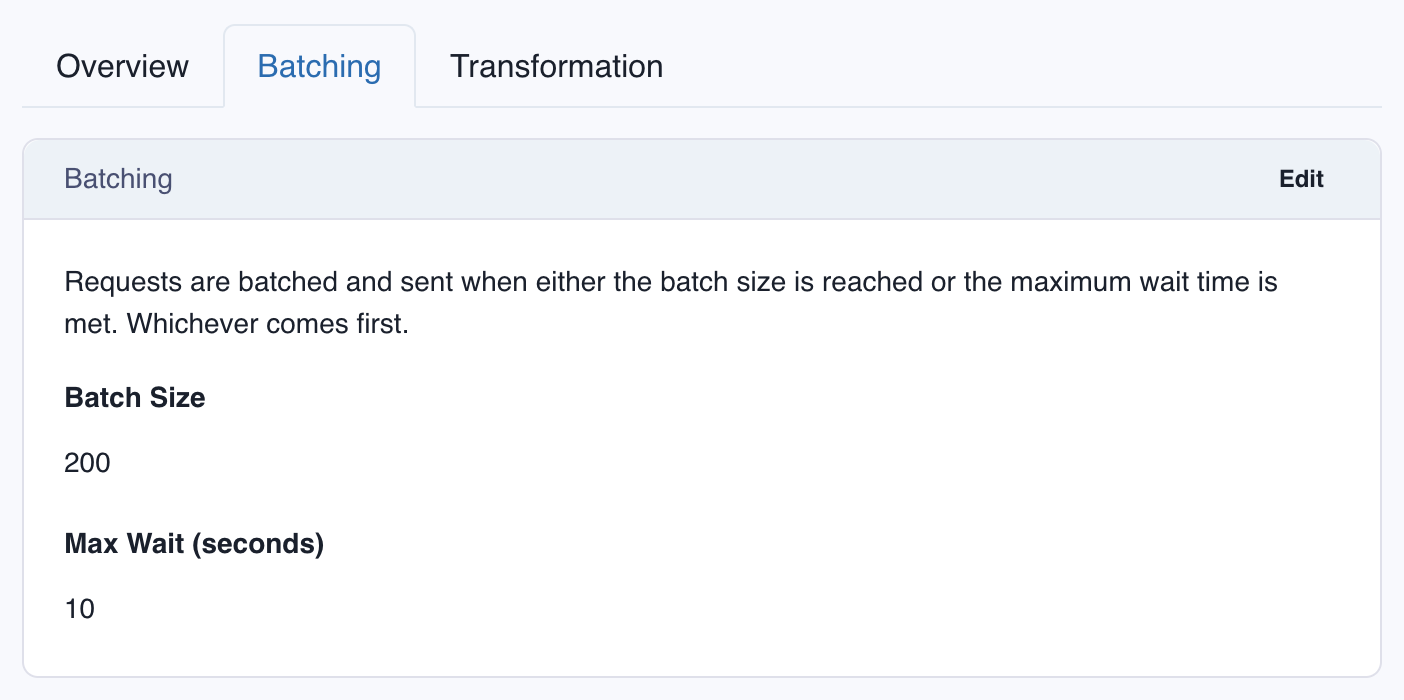 Overview Batching Transformation
Batching Edit
Requests are batched and sent when either the batch size is reached or the maximum wait time is
met. Whichever comes first.
Batch Size
200
Max Wait (seconds)
10